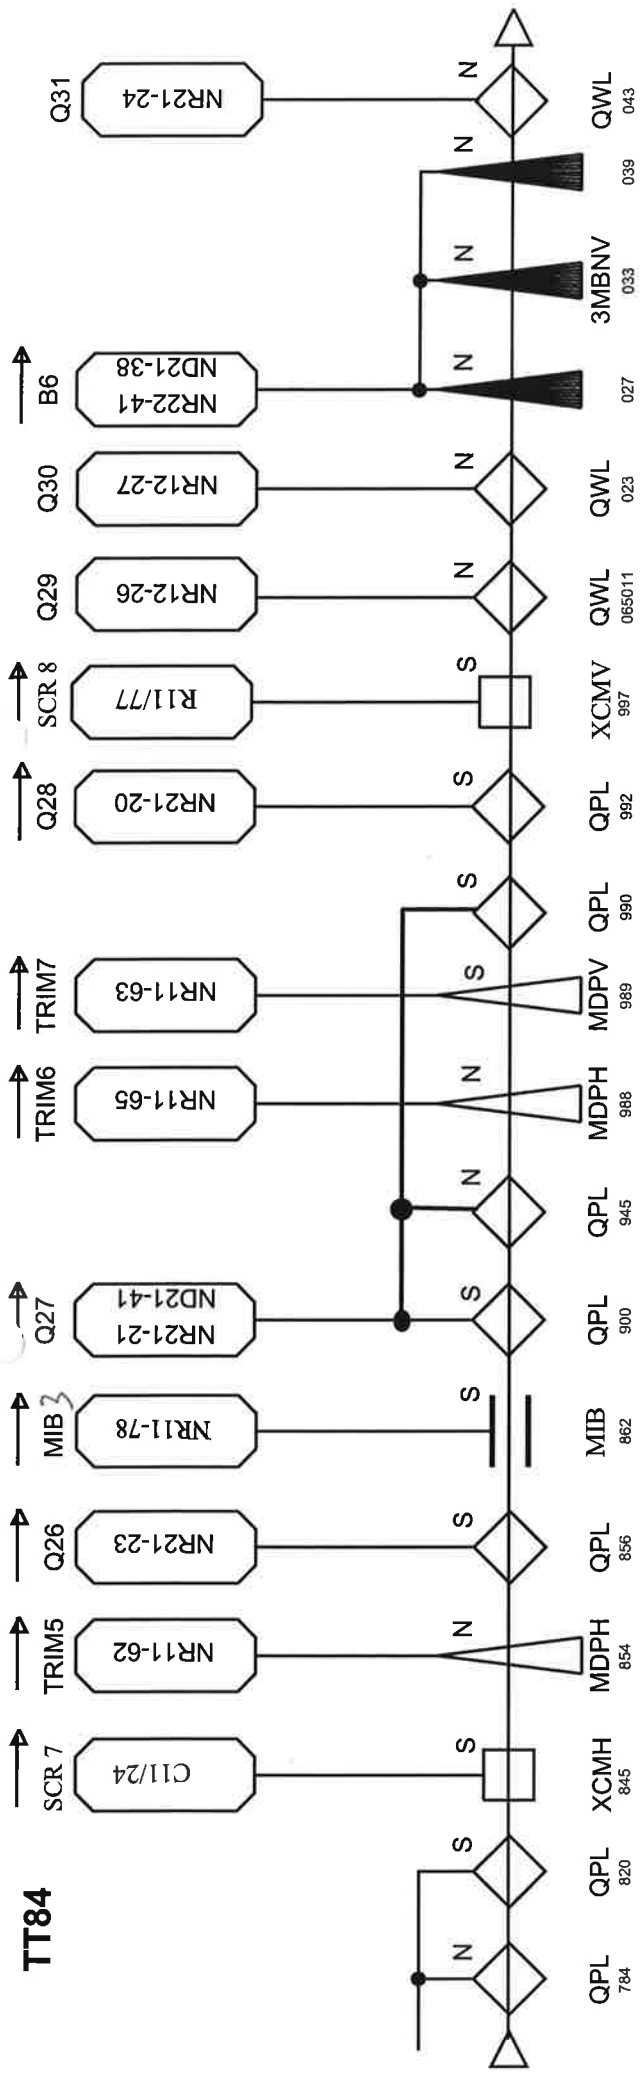 TT84
SCR 7 TRIM5 Q26 MIB 3 Q27 TRIM6 TRIM7 Q28 SCR 8 Q29 Q30 B6 Q31
C11/24
NR11-62
NR21-23
NR11-78
NR21-21
ND21-41
NR11-65
NR11-63
NR21-20
R11/77
NR12-26
NR12-27
NR22-41
ND21-38
NR21-24
N S S N S S S N N S S S S N N N N N N
QPL QPL XCMH MDPH QPL MIB QPL QPL MDPH MDPV QPL QPL XCMV QWL QWL 3MBNV QWL
784 820 845 854 856 862 900 945 988 989 990 992 997 065011 023 027 033 039 043